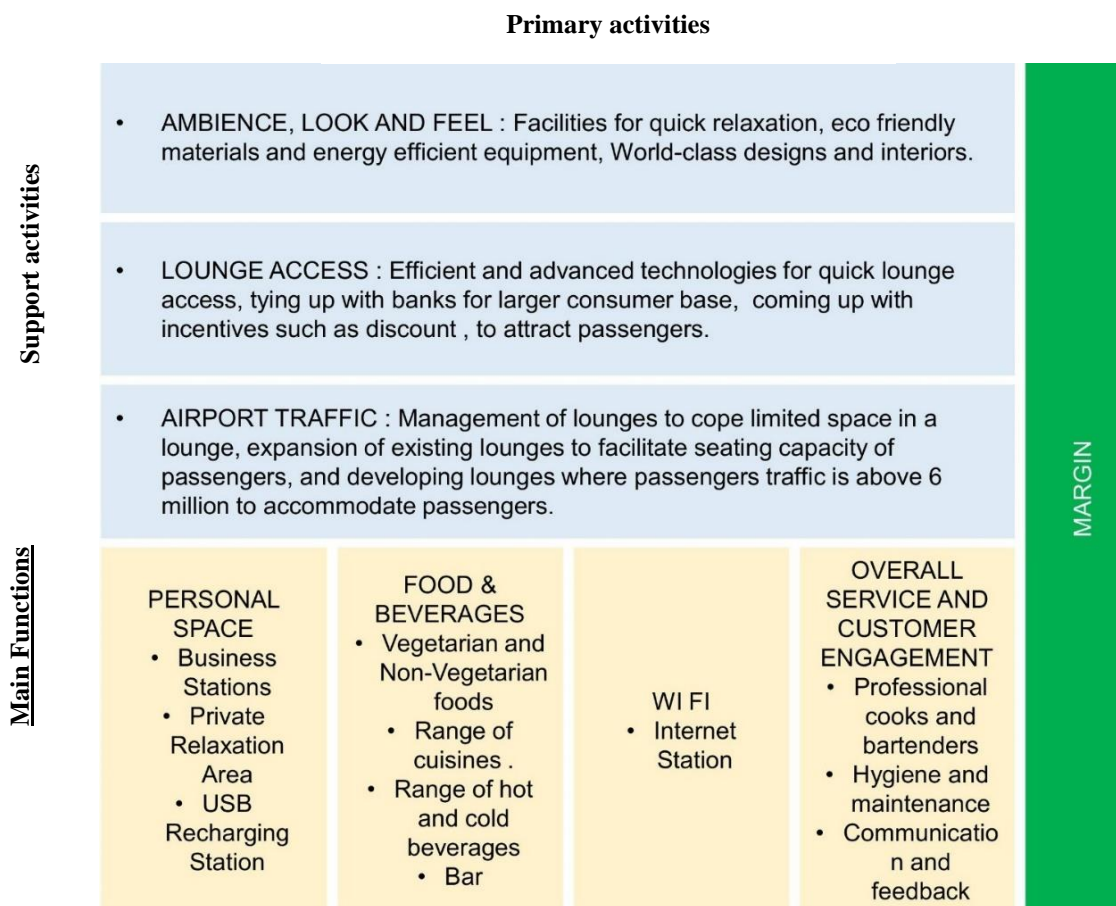 Primary activities
Support activities
• AMBIENCE, LOOK AND FEEL : Facilities for quick relaxation, eco friendly
materials and energy efficient equipment, World-class designs and interiors.
• LOUNGE ACCESS : Efficient and advanced technologies for quick lounge
access, tying up with banks for larger consumer base, coming up with
incentives such as discount , to attract passengers.
• AIRPORT TRAFFIC : Management of lounges to cope limited space in a
lounge, expansion of existing lounges to facilitate seating capacity of
passengers, and developing lounges where passengers traffic is above 6
million to accommodate passengers.
Main Functions
PERSONAL
SPACE
• Business
Stations
• Private
Relaxation
Area
• USB
Recharging
Station
FOOD &
BEVERAGES
• Vegetarian and
Non-Vegetarian
foods
• Range of
cuisines .
• Range of hot
and cold
beverages
• Bar
WI FI
• Internet
Station
OVERALL
SERVICE AND
CUSTOMER
ENGAGEMENT
• Professional
cooks and
bartenders
• Hygiene and
maintenance
• Communicatio
n and
feedback
MARGIN